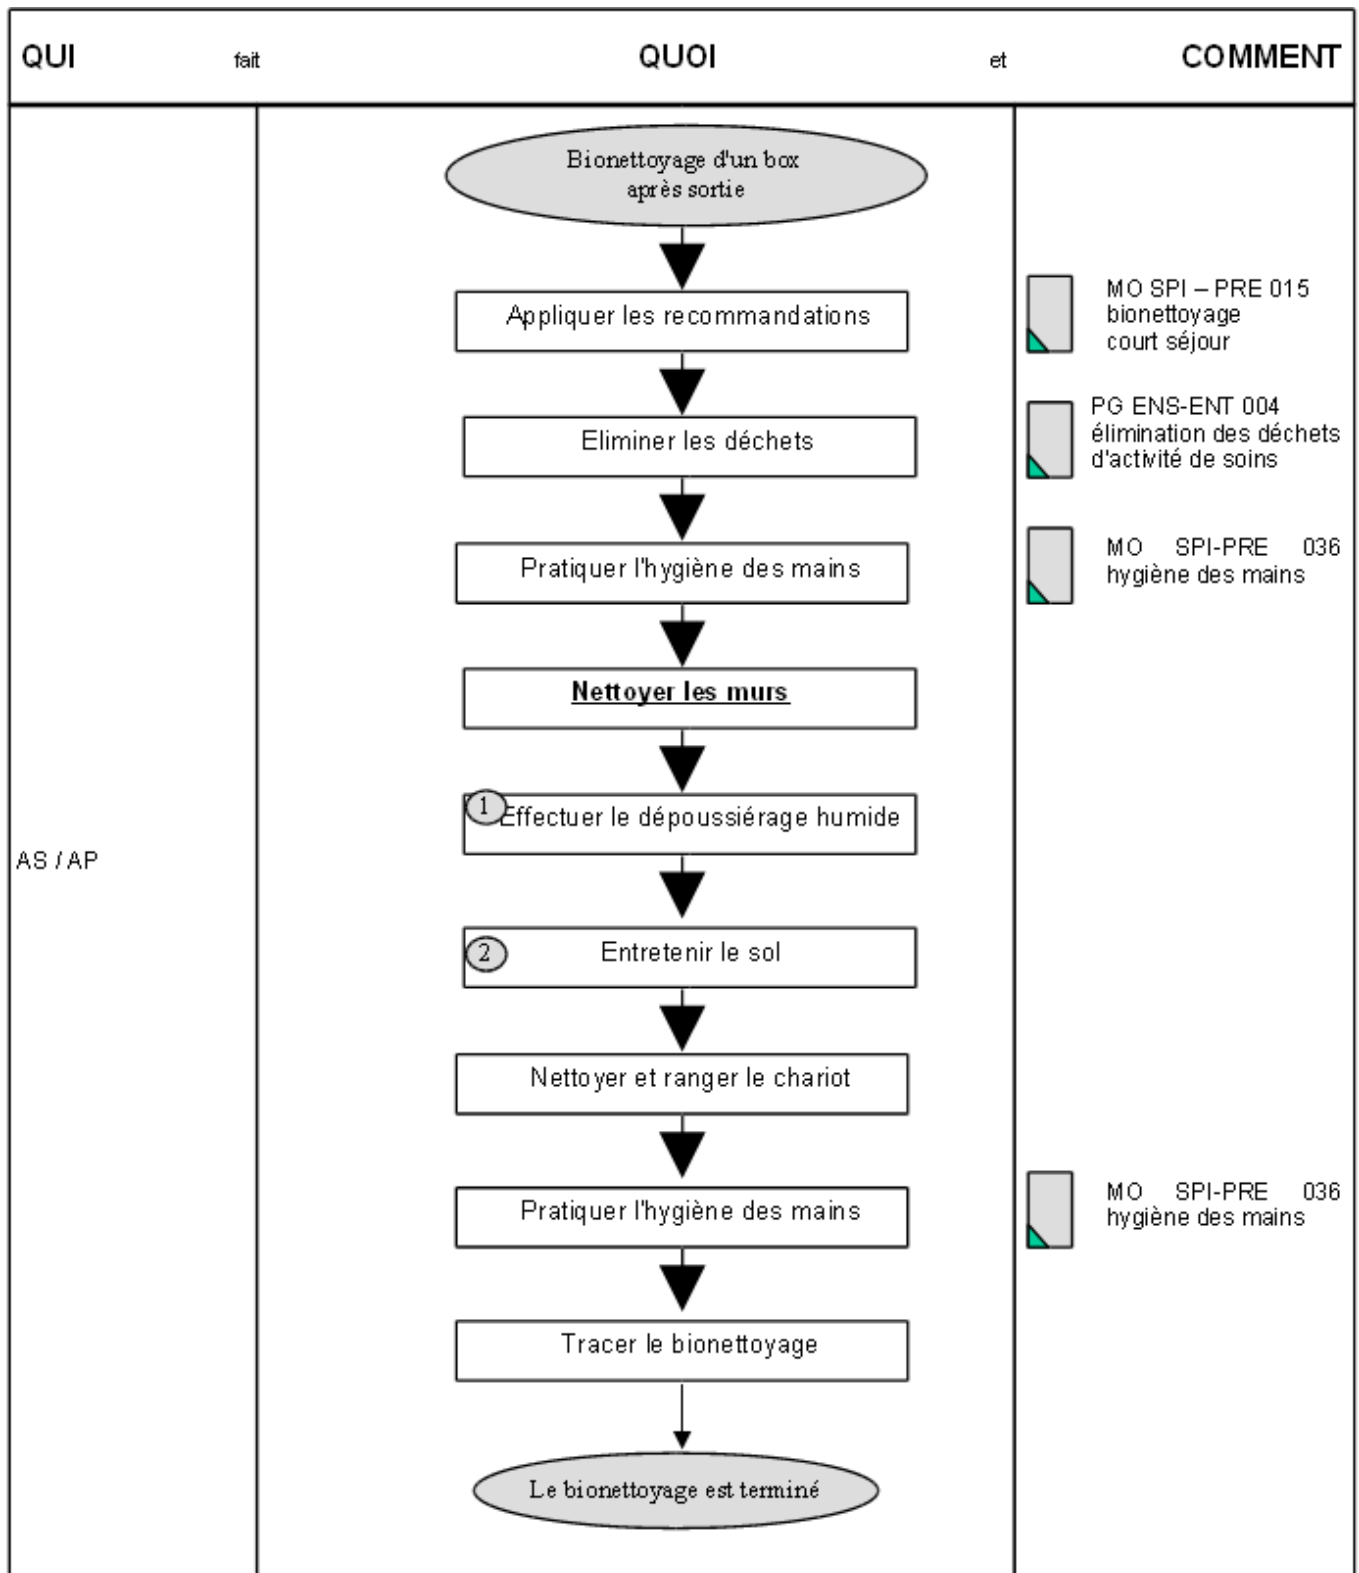 QUI fait QUOI et COMMENT
Bionettoyage d'un box
après sortie
Appliquer les recommandations
MO SPI – PRE 015
bionettoyage
court séjour
Eliminer les déchets
PG ENS-ENT 004
élimination des déchets
d'activité de soins
Pratiquer l'hygiène des mains
MO SPI-PRE 036
hygiène des mains
Nettoyer les murs
1 Effectuer le dépoussiérage humide
AS / AP
2 Entretenir le sol
Nettoyer et ranger le chariot
Pratiquer l'hygiène des mains
MO SPI-PRE 036
hygiène des mains
Tracer le bionettoyage
Le bionettoyage est terminé